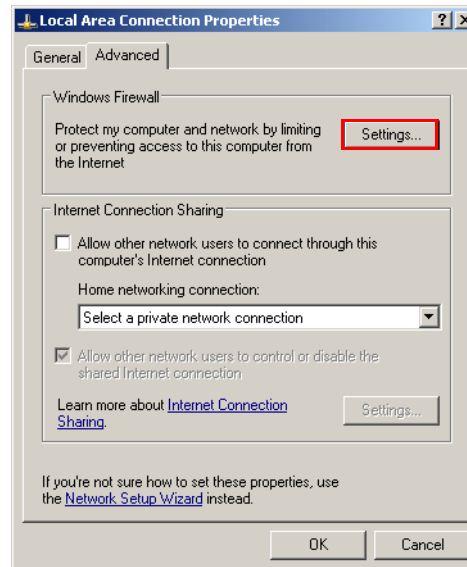 Local Area Connection Properties
General
Advanced
Windows Firewall
Protect my computer and network by limiting
or preventing access to this computer from
the Internet
Settings...
Internet Connection Sharing
Allow other network users to connect through this
computer's Internet connection
Home networking connection:
Select a private network connection
Allow other network users to control or disable the
shared Internet connection
Learn more about Internet Connection
Sharing.
Settings...
If you're not sure how to set these properties, use
the Network Setup Wizard instead.
OK
Cancel